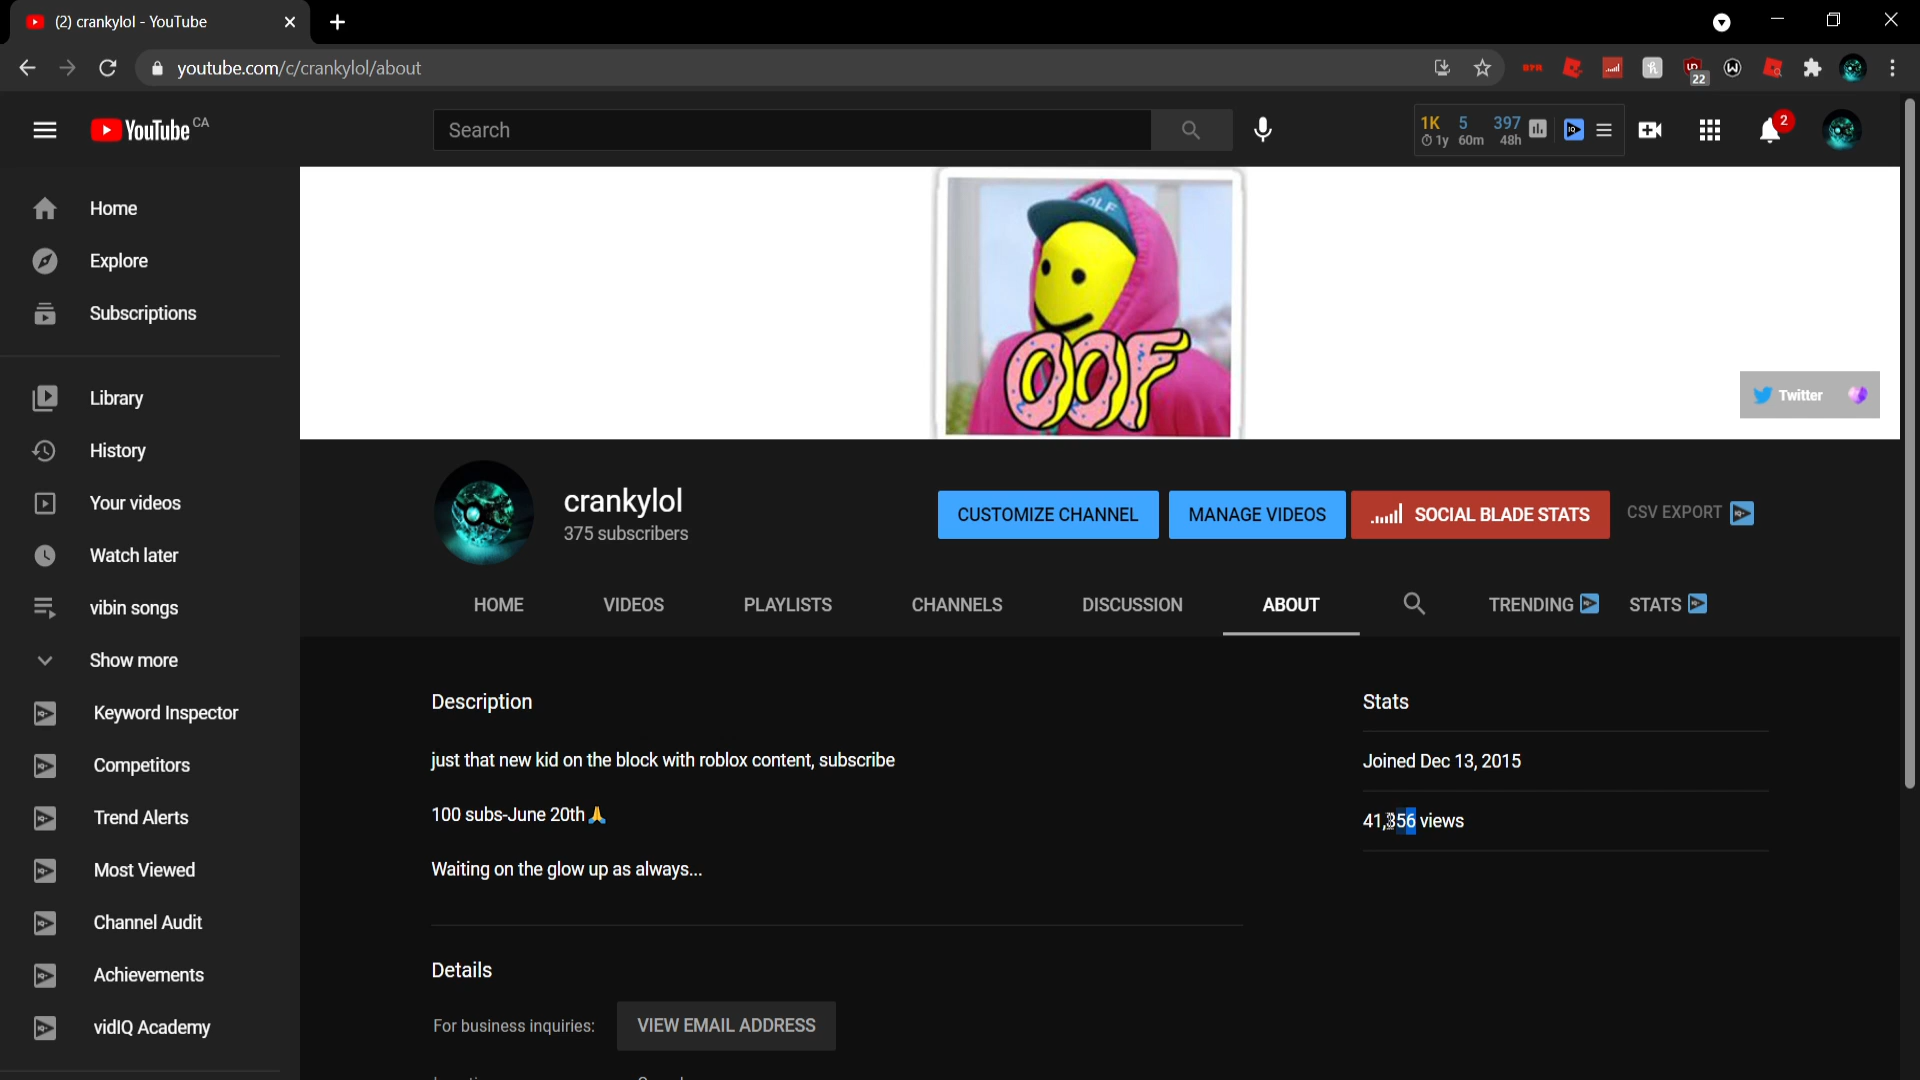 (2) crankylol - YouTube
youtube.com/c/crankylol/about
22
YouTube CA
Search
1K 5 397
1y 60m 48h
2
Home
Explore
Subscriptions
Library
History
Your videos
Watch later
vibin songs
Show more
Keyword Inspector
Competitors
Trend Alerts
Most Viewed
Channel Audit
Achievements
vidIQ Academy
OOF
Twitter
crankylol
375 subscribers
CUSTOMIZE CHANNEL
MANAGE VIDEOS
SOCIAL BLADE STATS
CSV EXPORT
HOME VIDEOS PLAYLISTS CHANNELS DISCUSSION ABOUT TRENDING STATS
Description
just that new kid on the block with roblox content, subscribe
100 subs-June 20th🙏
Waiting on the glow up as always...
Details
For business inquiries:
VIEW EMAIL ADDRESS
Stats
Joined Dec 13, 2015
41,356 views